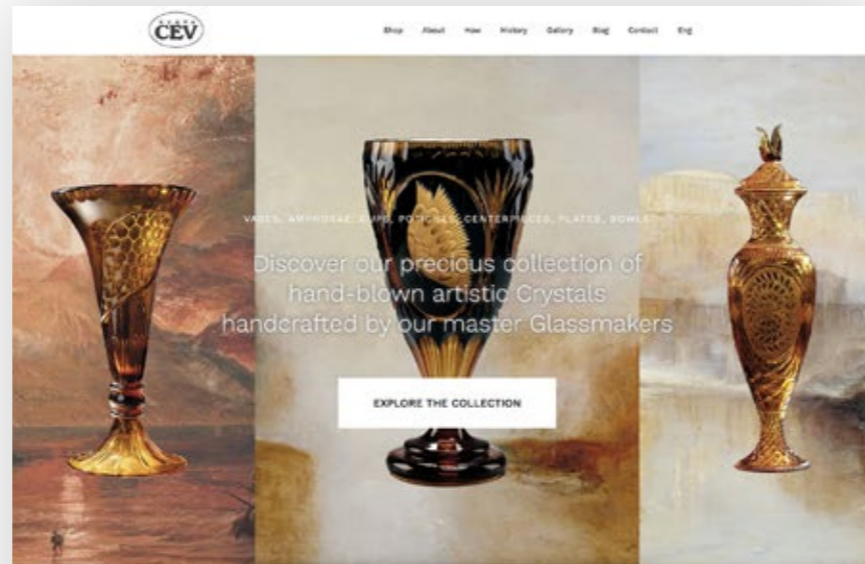 CEV
Shop About How History Gallery Blog Contact Eng
VASES, AMPHORAE, CUPS, POTICHES, CENTERPIECES, PLATES, BOWLS
Discover our precious collection of
hand-blown artistic Crystals
handcrafted by our master Glassmakers
EXPLORE THE COLLECTION